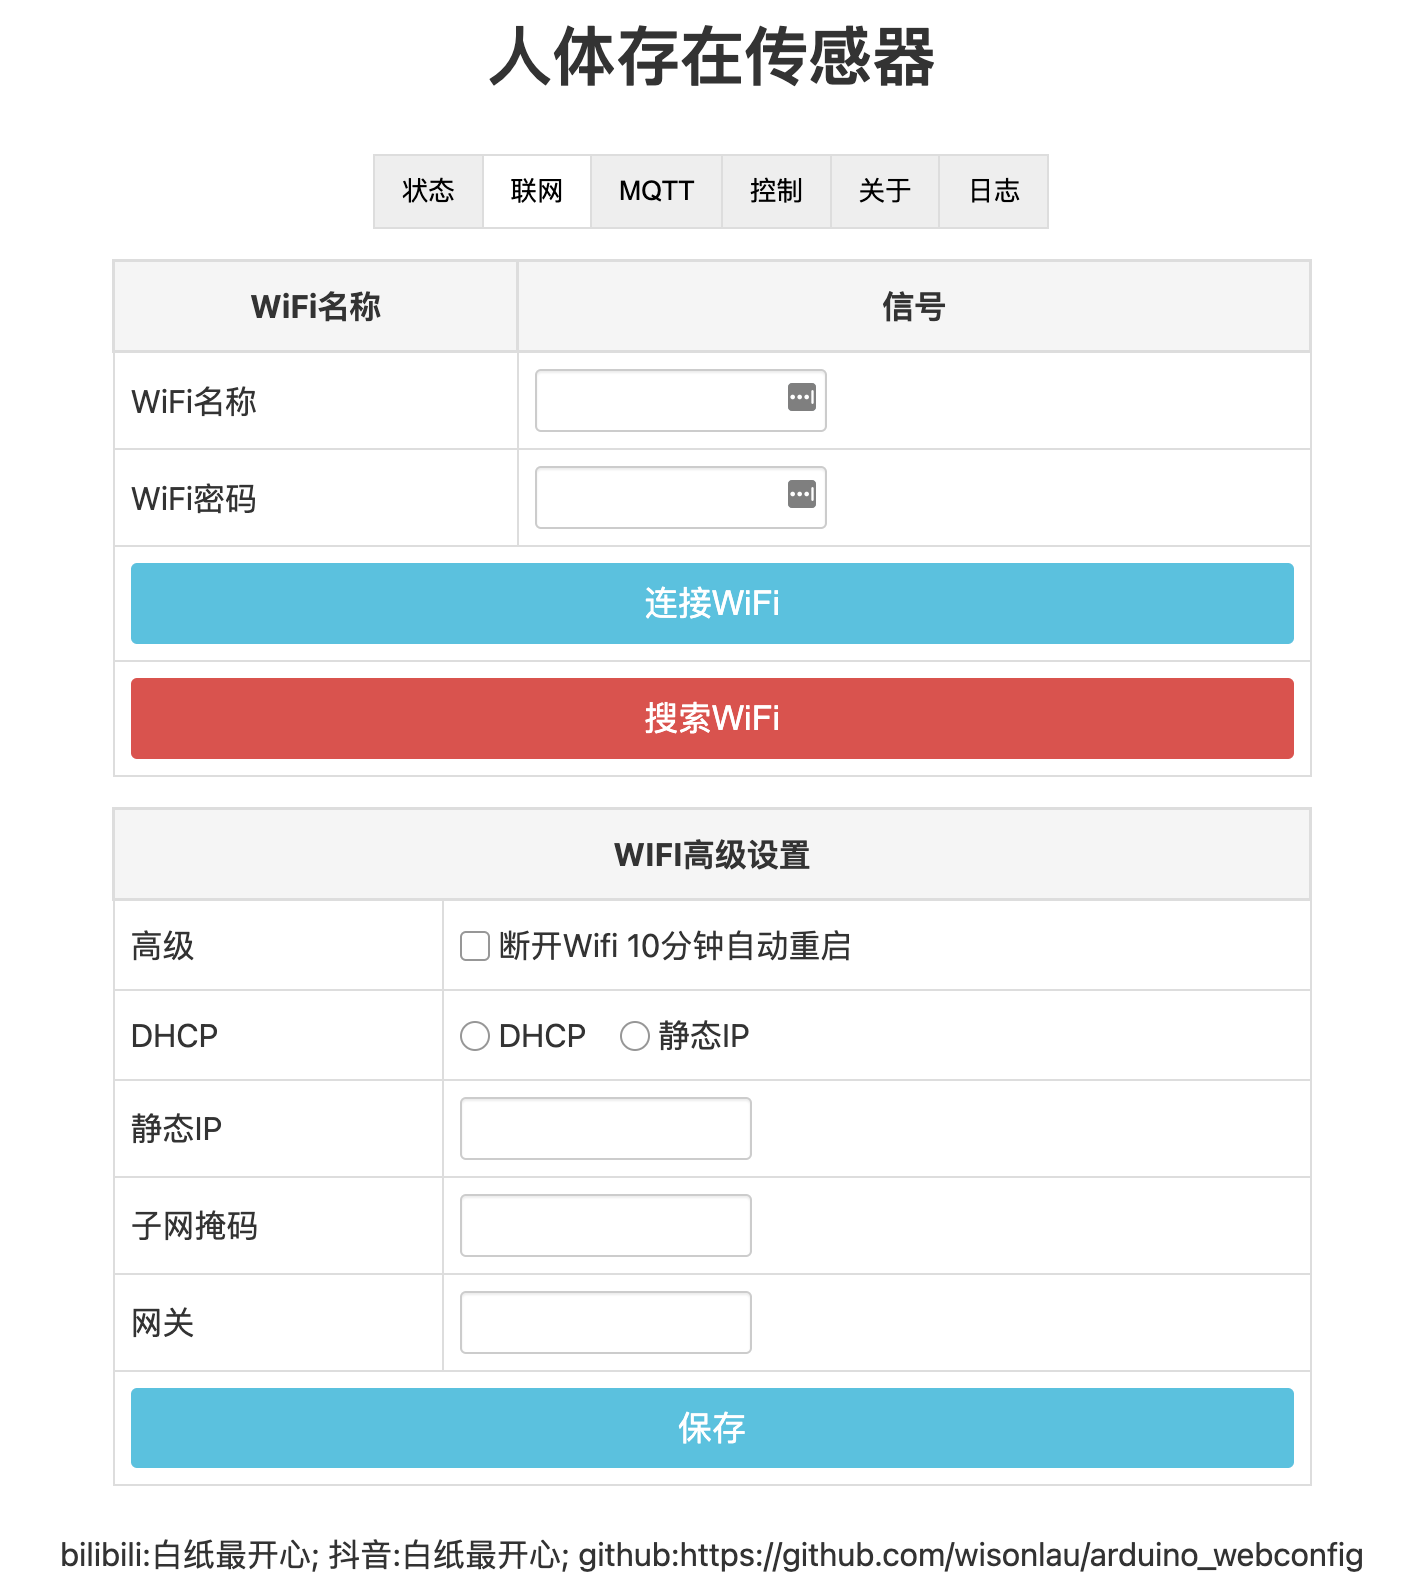 人体存在传感器
状态 联网 MQTT 控制 关于 日志
WiFi名称 信号
WiFi名称
WiFi密码
连接WiFi
搜索WiFi
WIFI高级设置
高级 断开Wifi 10分钟自动重启
DHCP DHCP 静态IP
静态IP
子网掩码
网关
保存
bilibili:白纸最开心; 抖音:白纸最开心; github:https://github.com/wisonlau/arduino_webconfig